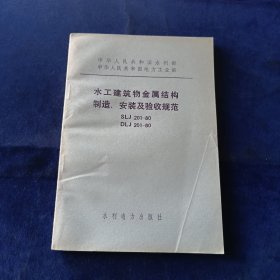 中华人民共和国水利部
中华人民共和国电力工业部
水工建筑物金属结构
制造、安装及验收规范
SLJ 201-80
DLJ 201-80
水利电力出版社